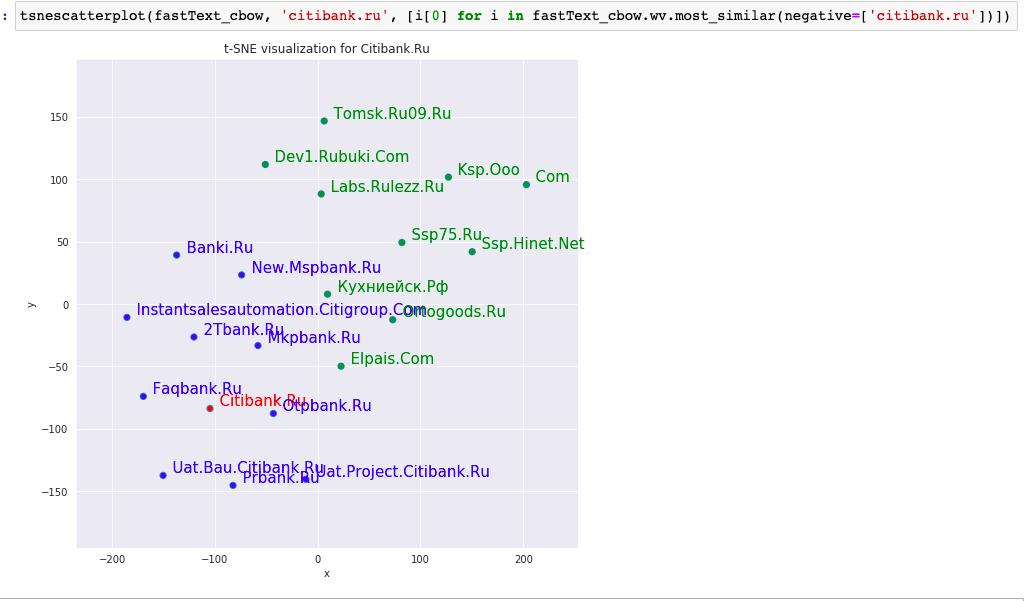 : tsnescatterplot(fastText_cbow, 'citibank.ru', [i[0] for i in fastText_cbow.wv.most_similar(negative=['citibank.ru'])])
t-SNE visualization for Citibank.Ru
150
Tomsk.Ru09.Ru
Dev1.Rubuki.Com
100
Ksp.Ooo
Com
Labs.Rulezz.Ru
50
Ssp75.Ru
Ssp.Hinet.Net
Banki.Ru
New.Mspbank.Ru
Кухниейск.Рф
y
0
Instantsalesautomation.Citigroup.Com
Ortogoods.Ru
2Tbank.Ru
Mkpbank.Ru
−50
Elpais.Com
Faqbank.Ru
Citibank.Ru
Otpbank.Ru
−100
Uat.Bau.Citibank.Ru
Uat.Project.Citibank.Ru
Prbank.Ru
−150
−200 −100 0 100 200
x